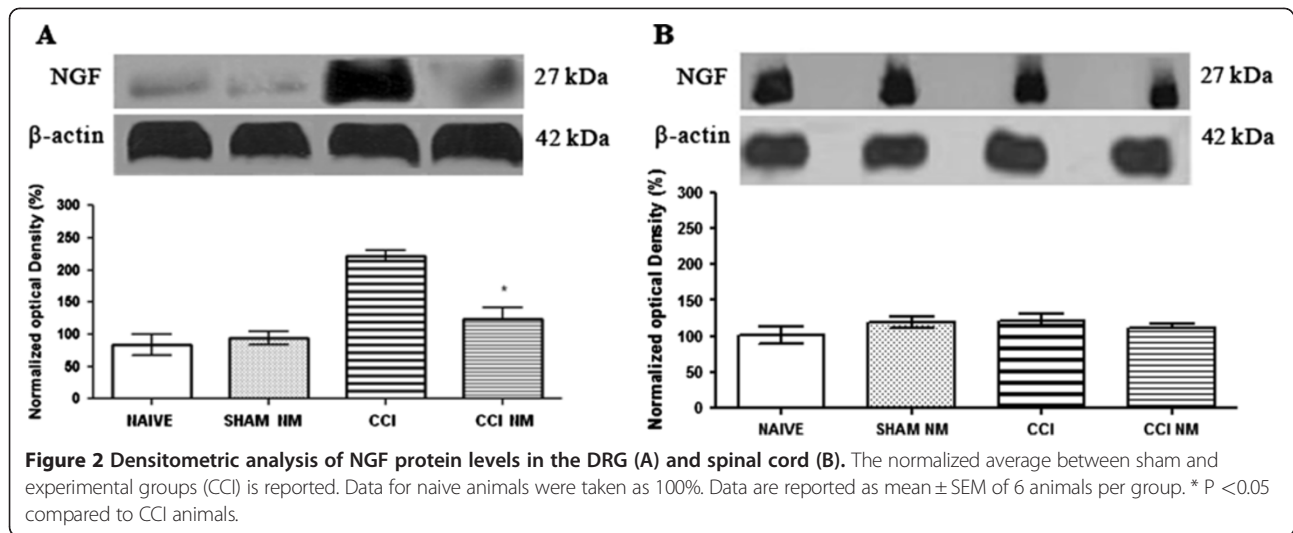 A
NGF
27 kDa
β-actin
42 kDa
Normalized optical Density (%)
300
250
200
150
100
50
0
NAIVE
SHAM NM
CCI
CCI NM
*
B
NGF
27 kDa
β-actin
42 kDa
Normalized optical Density (%)
300
250
200
150
100
50
0
NAIVE
SHAM NM
CCI
CCI NM
Figure 2 Densitometric analysis of NGF protein levels in the DRG (A) and spinal cord (B). The normalized average between sham and
experimental groups (CCI) is reported. Data for naive animals were taken as 100%. Data are reported as mean ± SEM of 6 animals per group. * P <0.05
compared to CCI animals.